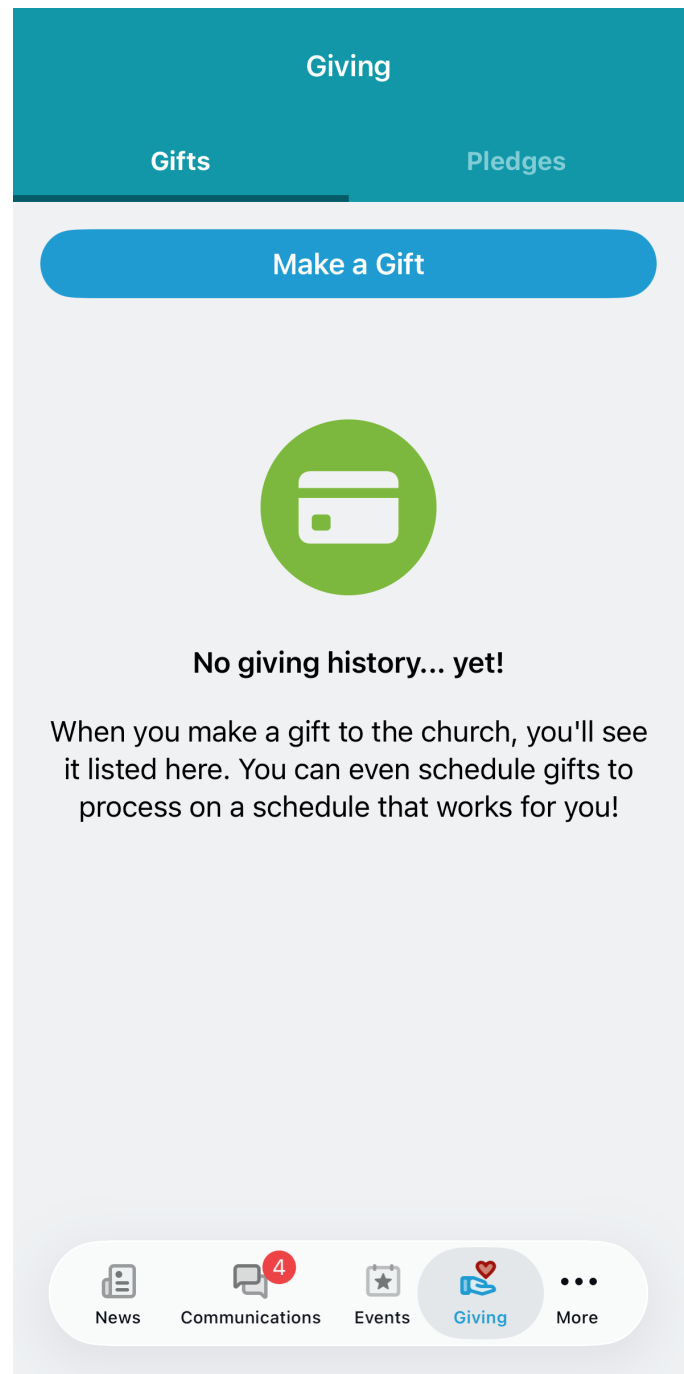 Giving
Gifts
Pledges
Make a Gift
No giving history... yet!
When you make a gift to the church, you'll see
it listed here. You can even schedule gifts to
process on a schedule that works for you!
4
News
Communications
Events
Giving
More